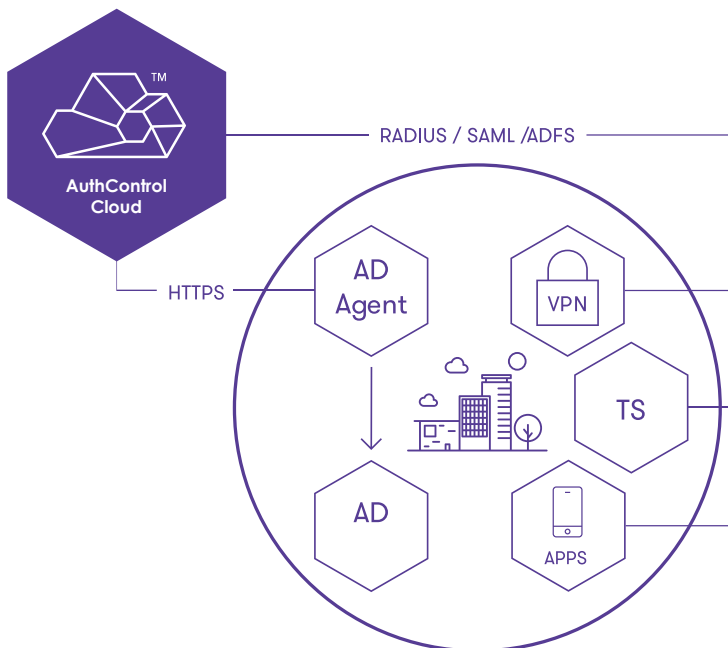 TM
AuthControl
Cloud
RADIUS / SAML /ADFS
HTTPS
AD
Agent
VPN
TS
AD
APPS